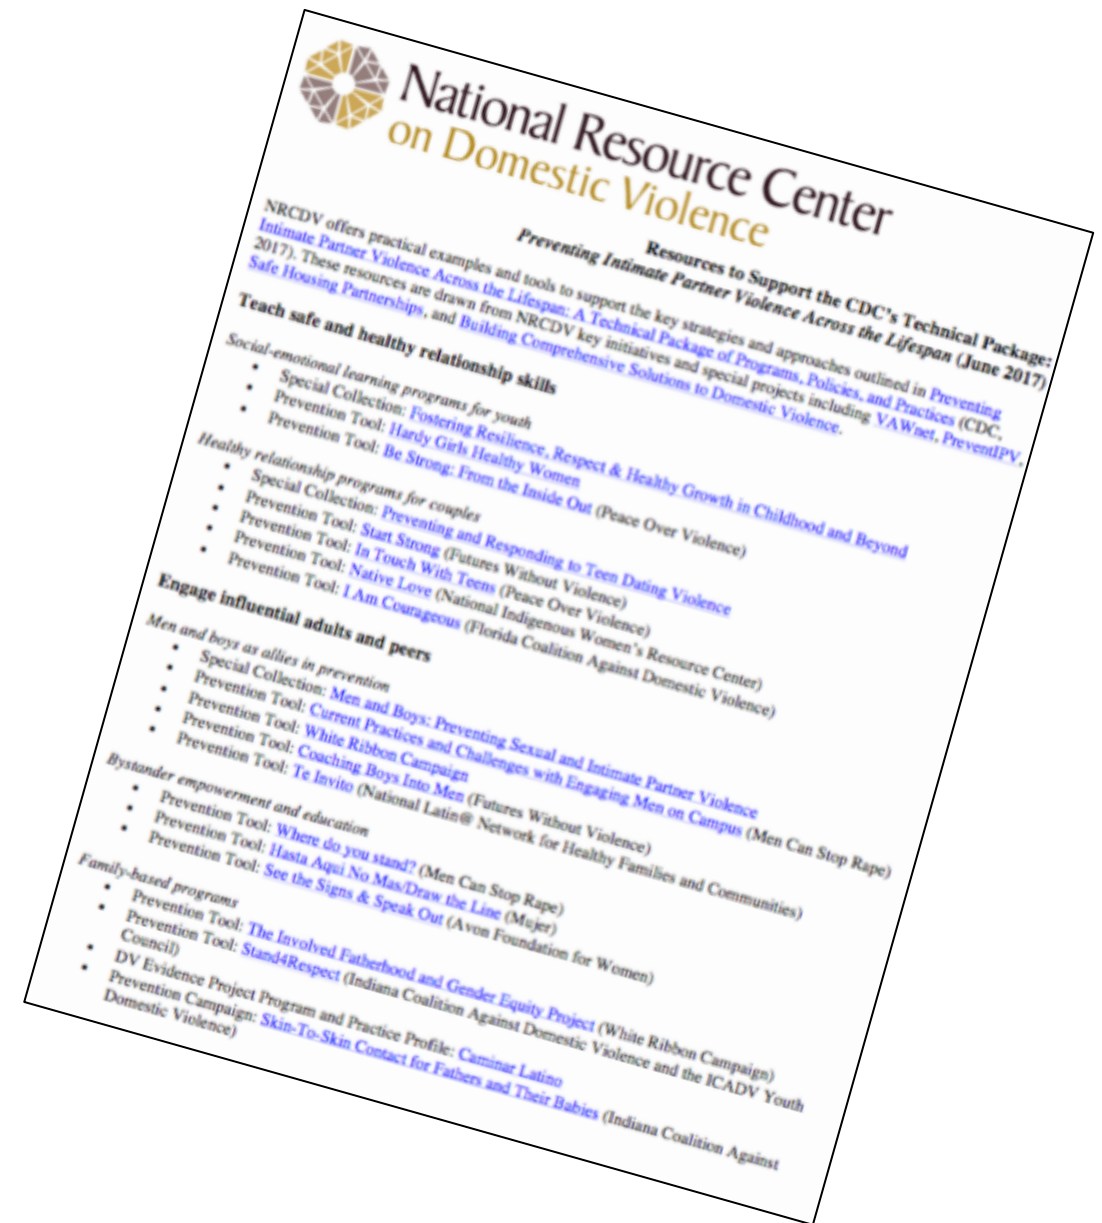 National Resource Center
on Domestic Violence
Resources to Support the CDC's Technical Package:
Preventing Intimate Partner Violence Across the Lifespan (June 2017)
NRCDV offers practical examples and tools to support the key strategies and approaches outlined in Preventing
Intimate Partner Violence Across the Lifespan: A Technical Package of Programs, Policies, and Practices (CDC,
2017). These resources are drawn from NRCDV key initiatives and special projects including VAWnet, PreventIPV,
Safe Housing Partnerships, and Building Comprehensive Solutions to Domestic Violence.
Teach safe and healthy relationship skills
Social-emotional learning programs for youth
• Special Collection: Fostering Resilience, Respect & Healthy Growth in Childhood and Beyond
• Prevention Tool: Hardy Girls Healthy Women
• Prevention Tool: Be Strong: From the Inside Out (Peace Over Violence)
Healthy relationship programs for couples
• Special Collection: Preventing and Responding to Teen Dating Violence
• Prevention Tool: Start Strong (Futures Without Violence)
• Prevention Tool: In Touch With Teens (Peace Over Violence)
• Prevention Tool: Native Love (National Indigenous Women's Resource Center)
• Prevention Tool: I Am Courageous (Florida Coalition Against Domestic Violence)
Engage influential adults and peers
Men and boys as allies in prevention
• Special Collection: Men and Boys: Preventing Sexual and Intimate Partner Violence
• Prevention Tool: Current Practices and Challenges with Engaging Men on Campus (Men Can Stop Rape)
• Prevention Tool: White Ribbon Campaign
• Prevention Tool: Coaching Boys Into Men (Futures Without Violence)
• Prevention Tool: Te Invito (National Latin@ Network for Healthy Families and Communities)
Bystander empowerment and education
• Prevention Tool: Where do you stand? (Men Can Stop Rape)
• Prevention Tool: Hasta Aqui No Mas/Draw the Line (Mujer)
• Prevention Tool: See the Signs & Speak Out (Avon Foundation for Women)
Family-based programs
• Prevention Tool: The Involved Fatherhood and Gender Equity Project (White Ribbon Campaign)
• Prevention Tool: Stand4Respect (Indiana Coalition Against Domestic Violence and the ICADV Youth
Council)
• DV Evidence Project Program and Practice Profile: Caminar Latino
• Prevention Campaign: Skin-To-Skin Contact for Fathers and Their Babies (Indiana Coalition Against
Domestic Violence)